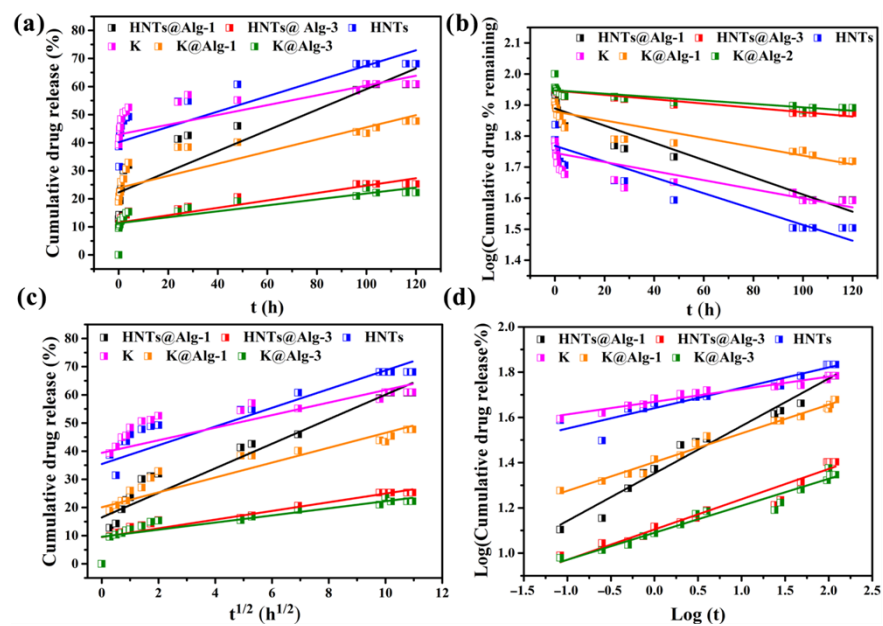 (a)
HNTs@Alg-1 HNTs@ Alg-3 HNTs
K K@Alg-1 K@Alg-3
Cumulative drug release (%)
80
70
60
50
40
30
20
10
0
0 20 40 60 80 100 120
t (h)
(b)
HNTs@Alg-1 HNTs@Alg-3 HNTs
K K@Alg-1 K@Alg-2
Log(Cumulative drug % remaining)
2.1
2.0
1.9
1.8
1.7
1.6
1.5
1.4
0 20 40 60 80 100 120
t (h)
(c)
HNTs@Alg-1 HNTs@Alg-3 HNTs
K K@Alg-1 K@Alg-3
Cumulative drug release (%)
80
70
60
50
40
30
20
10
0
0 2 4 6 8 10 12
t1/2 (h1/2)
(d)
HNTs@Alg-1 HNTs@Alg-3 HNTs
K K@Alg-1 K@Alg-3
Log(Cumulative drug release%)
2.0
1.8
1.6
1.4
1.2
1.0
−1.5 −1.0 −0.5 0.0 0.5 1.0 1.5 2.0 2.5
Log (t)